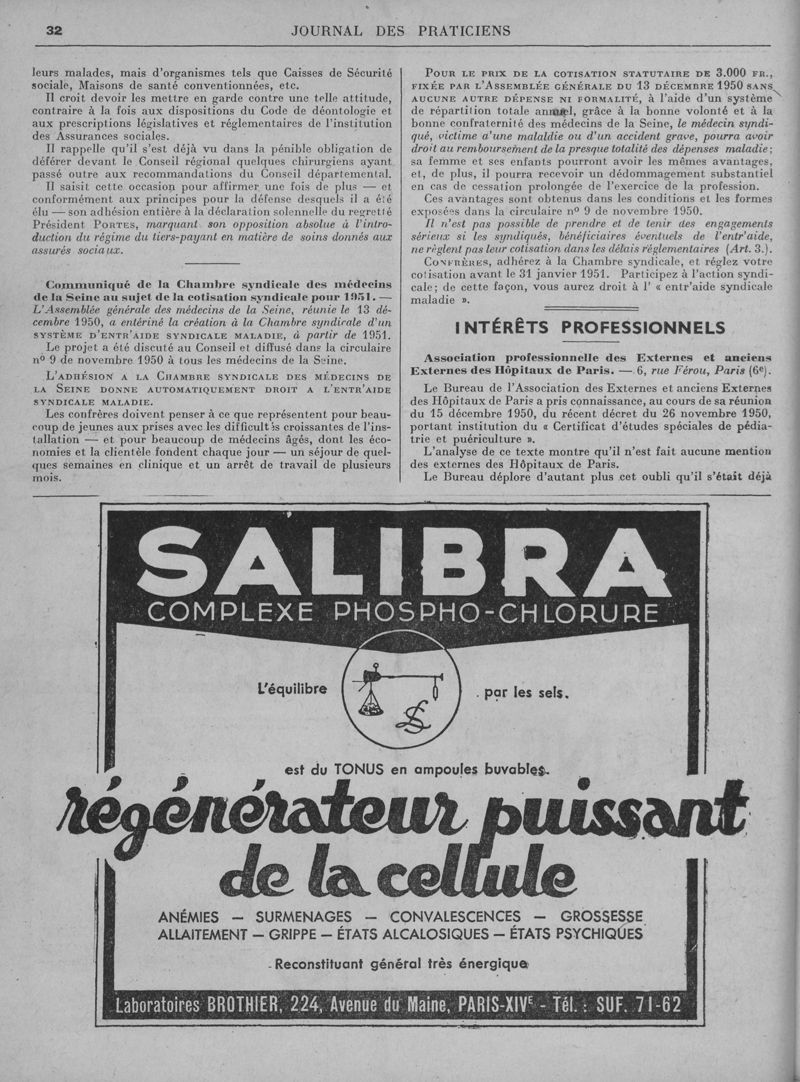 32
JOURNAL DES PRATICIENS
leurs malades, mais d'organismes tels que Caisses de Sécurité
sociale, Maisons de santé conventionnées, etc.
Il croit devoir les mettre en garde contre une telle attitude,
contraire à la fois aux dispositions du Code de déontologie et
aux prescriptions législatives et réglementaires de l'institution
des Assurances sociales.
Il rappelle qu'il s'est déjà vu dans la pénible obligation de
déférer devant le Conseil régional quelques chirurgiens ayant
passé outre aux recommandations du Conseil départemental.
Il saisit cette occasion pour affirmer une fois de plus — et
conformément aux principes pour la défense desquels il a été
élu — son adhésion entière à la déclaration solennelle du regretté
Président PORTES, marquant son opposition absolue à l'intro-
duction du régime du tiers-payant en matière de soins donnés aux
assurés sociaux.
Communiqué de la Chambre syndicale des médecins
de la Seine au sujet de la cotisation syndicale pour 1951. —
L'Assemblée générale des médecins de la Seine, réunie le 13 dé-
cembre 1950, a entériné la création à la Chambre syndicale d'un
SYSTÈME D'ENTR'AIDE SYNDICALE MALADIE, à partir de 1951.
Le projet a été discuté au Conseil et diffusé dans la circulaire
nº 9 de novembre 1950 à tous les médecins de la Seine.
L'ADHÉSION A LA CHAMBRE SYNDICALE DES MÉDECINS DE
LA SEINE DONNE AUTOMATIQUEMENT DROIT A L'ENTR'AIDE
SYNDICALE MALADIE.
Les confrères doivent penser à ce que représentent pour beau-
coup de jeunes aux prises avec les difficultés croissantes de l'ins-
tallation — et pour beaucoup de médecins âgés, dont les éco-
nomies et la clientèle fondent chaque jour — un séjour de quel-
ques semaines en clinique et un arrêt de travail de plusieurs
mois.
POUR LE PRIX DE LA COTISATION STATUTAIRE DE 3.000 FR.,
FIXÉE PAR L'ASSEMBLÉE GÉNÉRALE DU 13 DÉCEMBRE 1950 SANS
AUCUNE AUTRE DÉPENSE NI FORMALITÉ, à l'aide d'un système
de répartition totale annuel, grâce à la bonne volonté et à la
bonne confraternité des médecins de la Seine, le médecin syndi-
qué, victime d'une malaldie ou d'un accident grave, pourra avoir
droit au remboursement de la presque totalité des dépenses maladie;
sa femme et ses enfants pourront avoir les mêmes avantages,
et, de plus, il pourra recevoir un dédommagement substantiel
en cas de cessation prolongée de l'exercice de la profession.
Ces avantages sont obtenus dans les conditions et les formes
exposées dans la circulaire nº 9 de novembre 1950.
Il n'est pas possible de prendre et de tenir des engagements
sérieux si les syndiqués, bénéficiaires éventuels de l'entr'aide,
ne règlent pas leur cotisation dans les délais réglementaires (Art. 3.).
CONFRÈRES, adhérez à la Chambre syndicale, et réglez votre
cotisation avant le 31 janvier 1951. Participez à l'action syndi-
cale; de cette façon, vous aurez droit à l' « entr'aide syndicale
maladie ».
INTÉRÊTS PROFESSIONNELS
Association professionnelle des Externes et anciens
Externes des Hôpitaux de Paris. — 6, rue Férou, Paris (6e).
Le Bureau de l'Association des Externes et anciens Externes
des Hôpitaux de Paris a pris connaissance, au cours de sa réunion
du 15 décembre 1950, du récent décret du 26 novembre 1950,
portant institution du « Certificat d'études spéciales de pédia-
trie et puériculture ».
L'analyse de ce texte montre qu'il n'est fait aucune mention
des externes des Hôpitaux de Paris.
Le Bureau déplore d'autant plus cet oubli qu'il s'était déjà
SALIBRA
COMPLEXE PHOSPHO-CHLORURE
L'équilibre
par les sels.
est du TONUS en ampoules buvables.
régénérateur puissant
de la cellule
ANÉMIES — SURMENAGES — CONVALESCENCES — GROSSESSE
ALLAITEMENT — GRIPPE — ÉTATS ALCALOSIQUES — ÉTATS PSYCHIQUES
Reconstituant général très énergique
Laboratoires BROTHIER, 224, Avenue du Maine, PARIS-XIVE - Tél. : SUF. 71-62